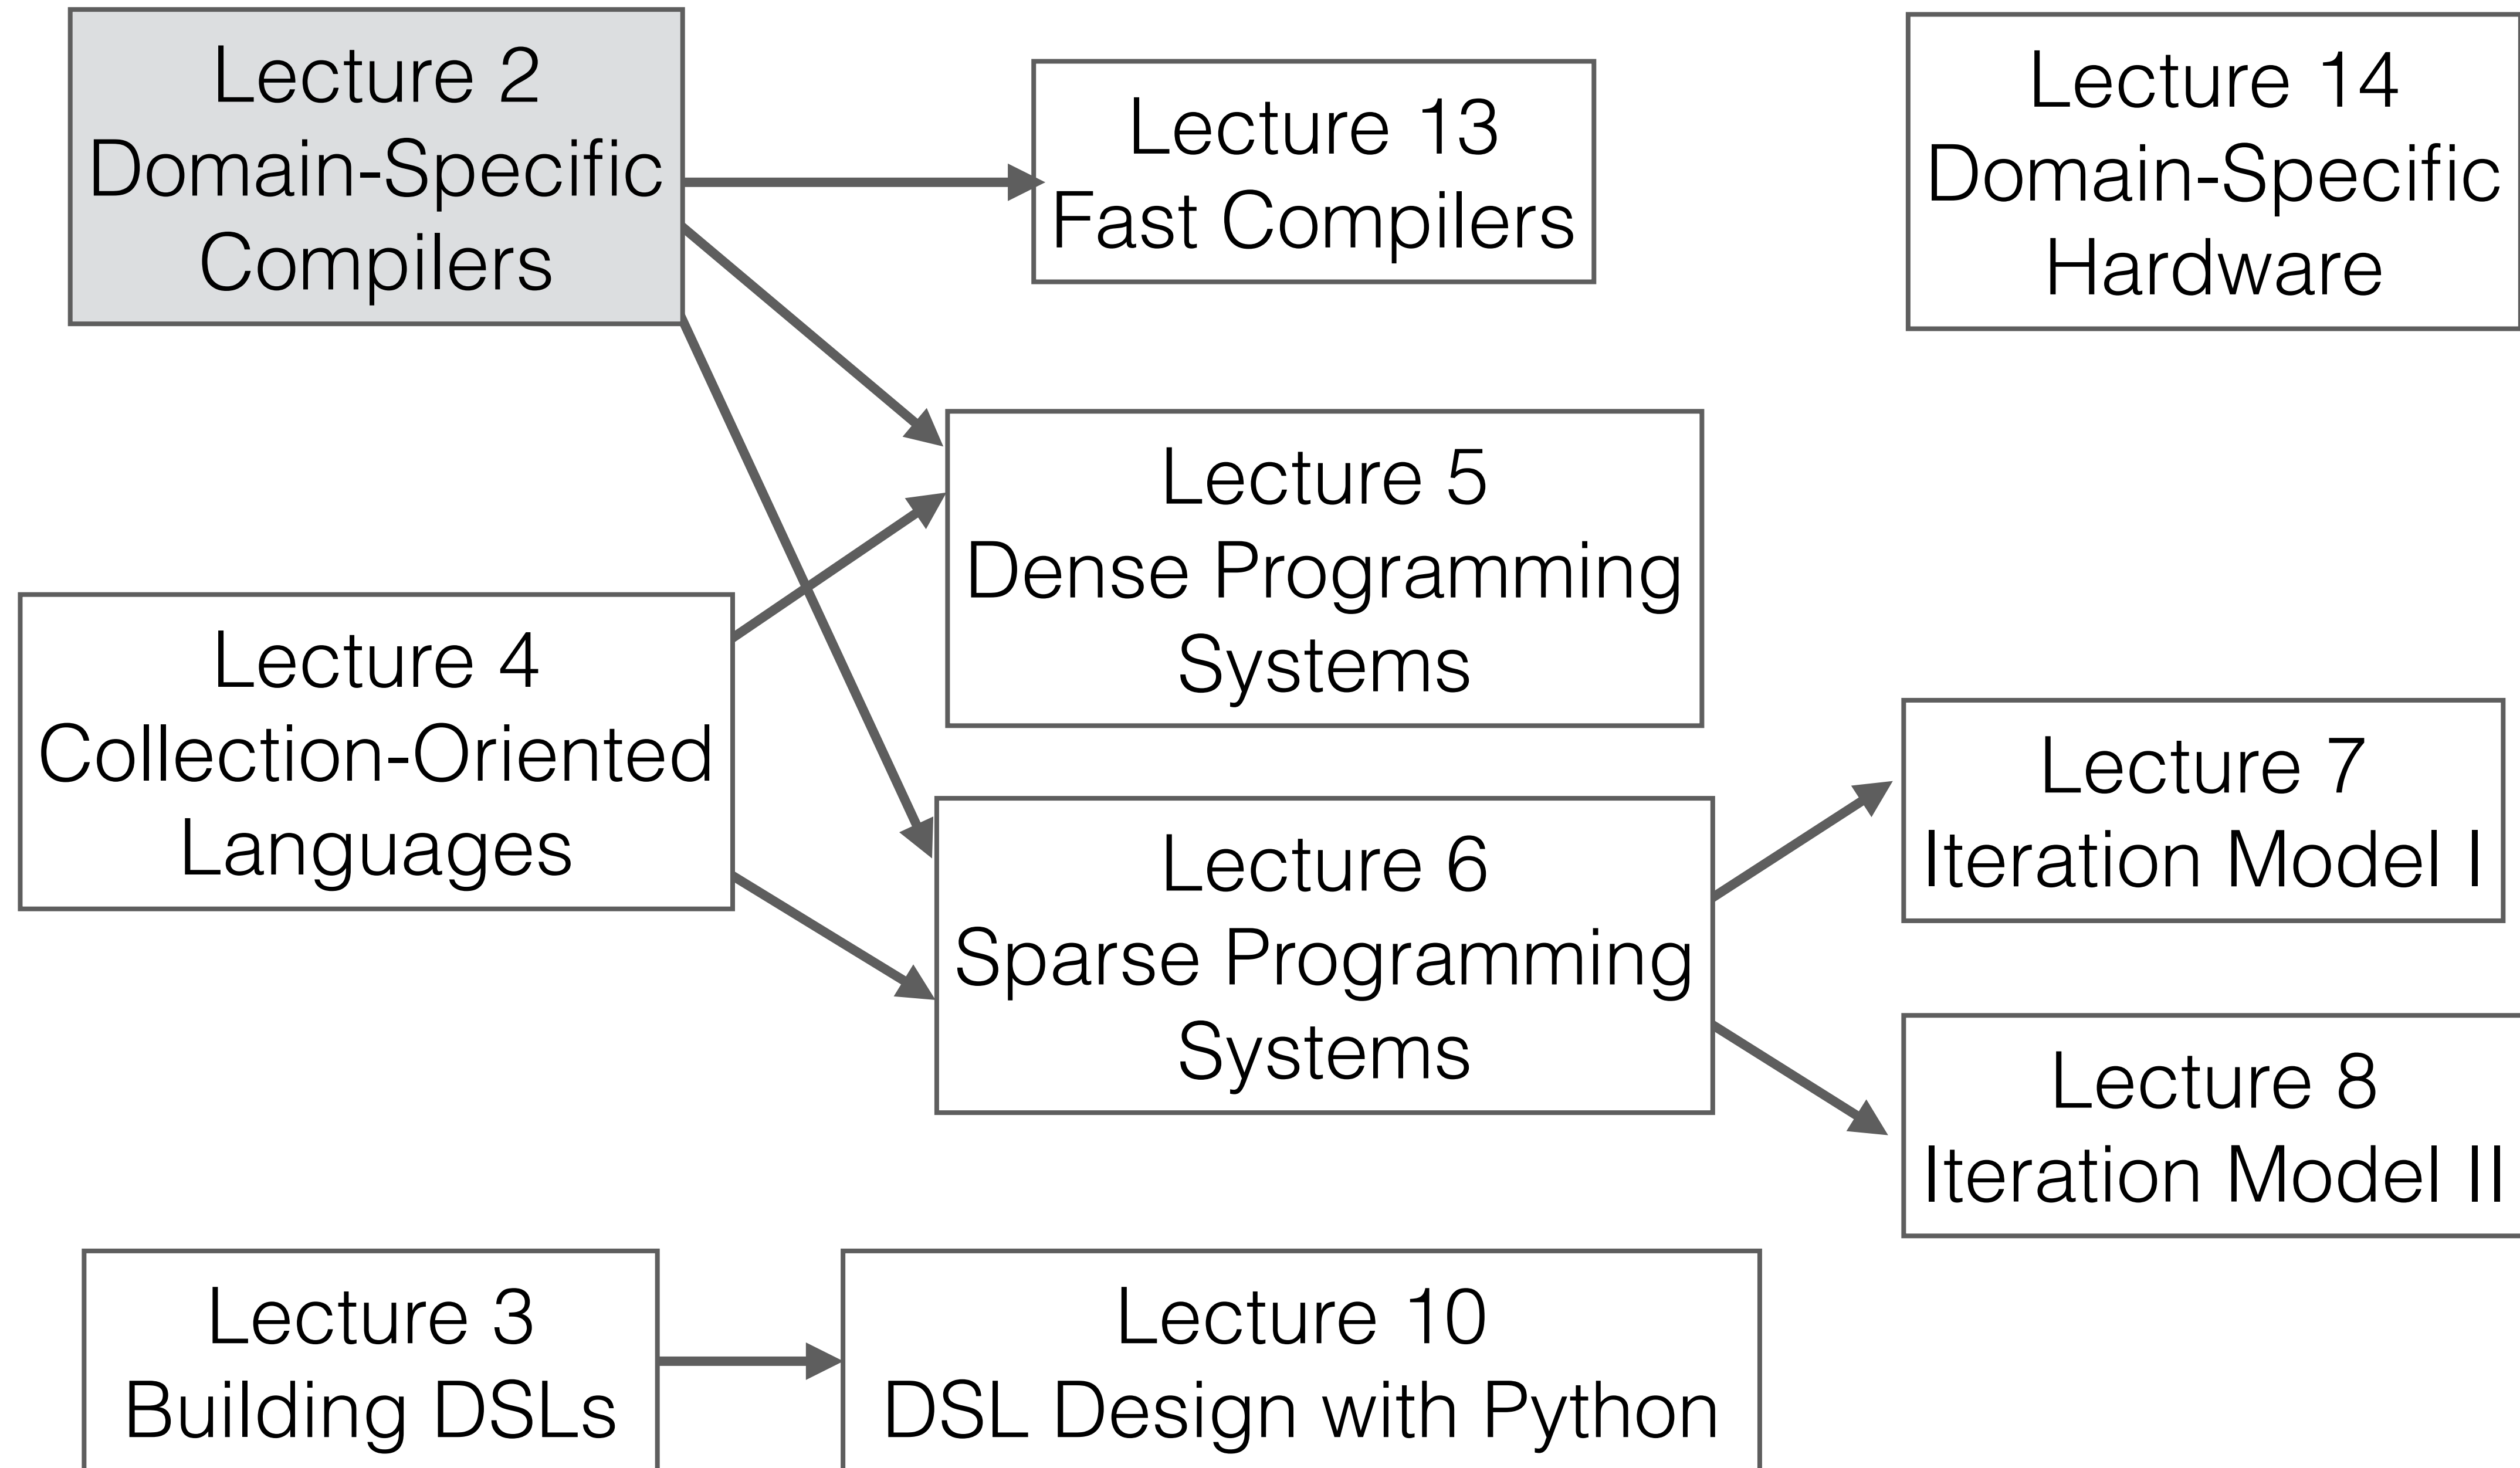 Lecture 2
Domain-Specific
Compilers
Lecture 13
Fast Compilers
Lecture 14
Domain-Specific
Hardware
Lecture 5
Dense Programming
Systems
Lecture 4
Collection-Oriented
Languages
Lecture 7
Iteration Model I
Lecture 6
Sparse Programming
Systems
Lecture 8
Iteration Model II
Lecture 3
Building DSLs
Lecture 10
DSL Design with Python